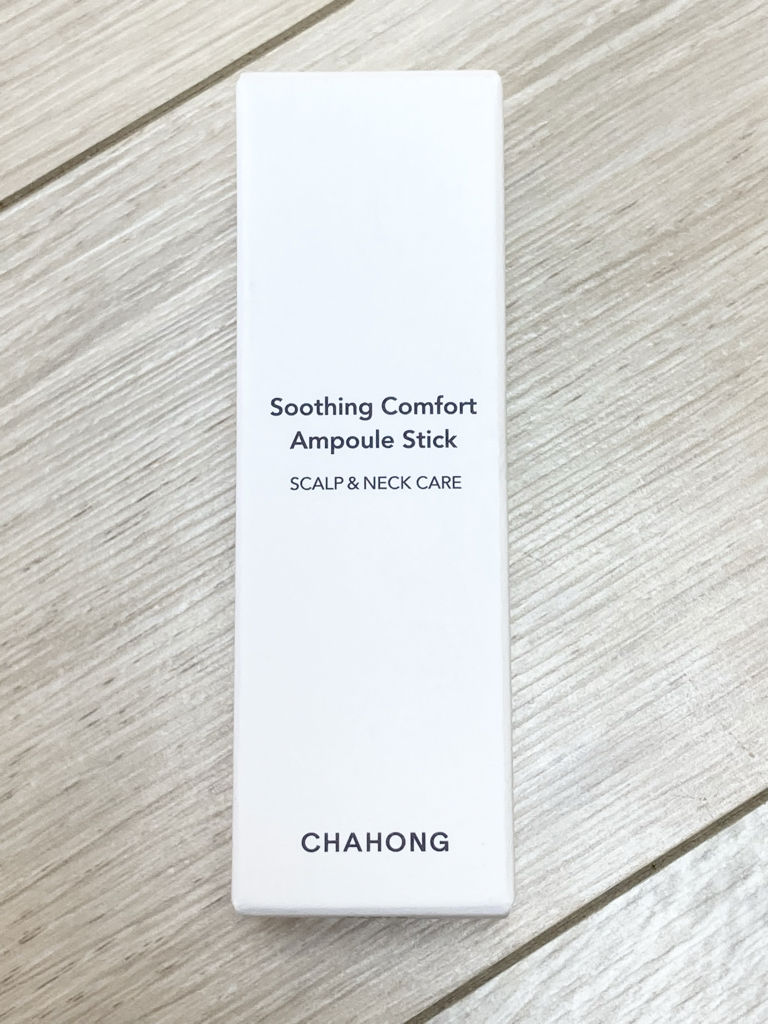 Soothing Comfort
Ampoule Stick
SCALP & NECK CARE
CHAHONG